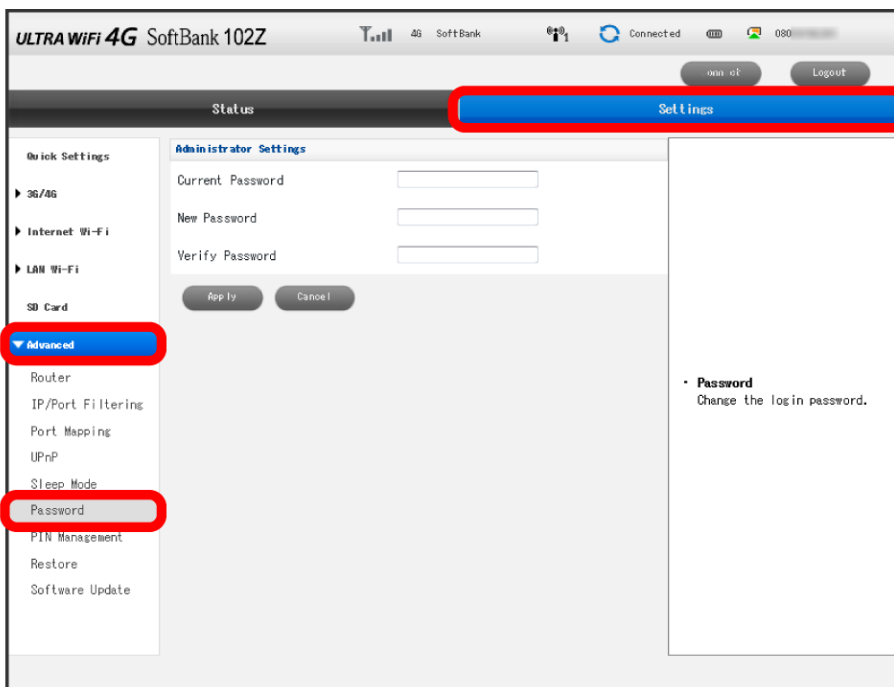 ULTRA WiFi 4G SoftBank 102Z
4G SoftBank
1
Connected
080
Logout
Status
Settings
Quick Settings
3G/4G
Internet Wi-Fi
LAN Wi-Fi
SD Card
Advanced
Router
IP/Port Filtering
Port Mapping
UPnP
Sleep Mode
Password
PIN Management
Restore
Software Update
Administrator Settings
Current Password
New Password
Verify Password
Apply
Cancel
・ Password
Change the login password.